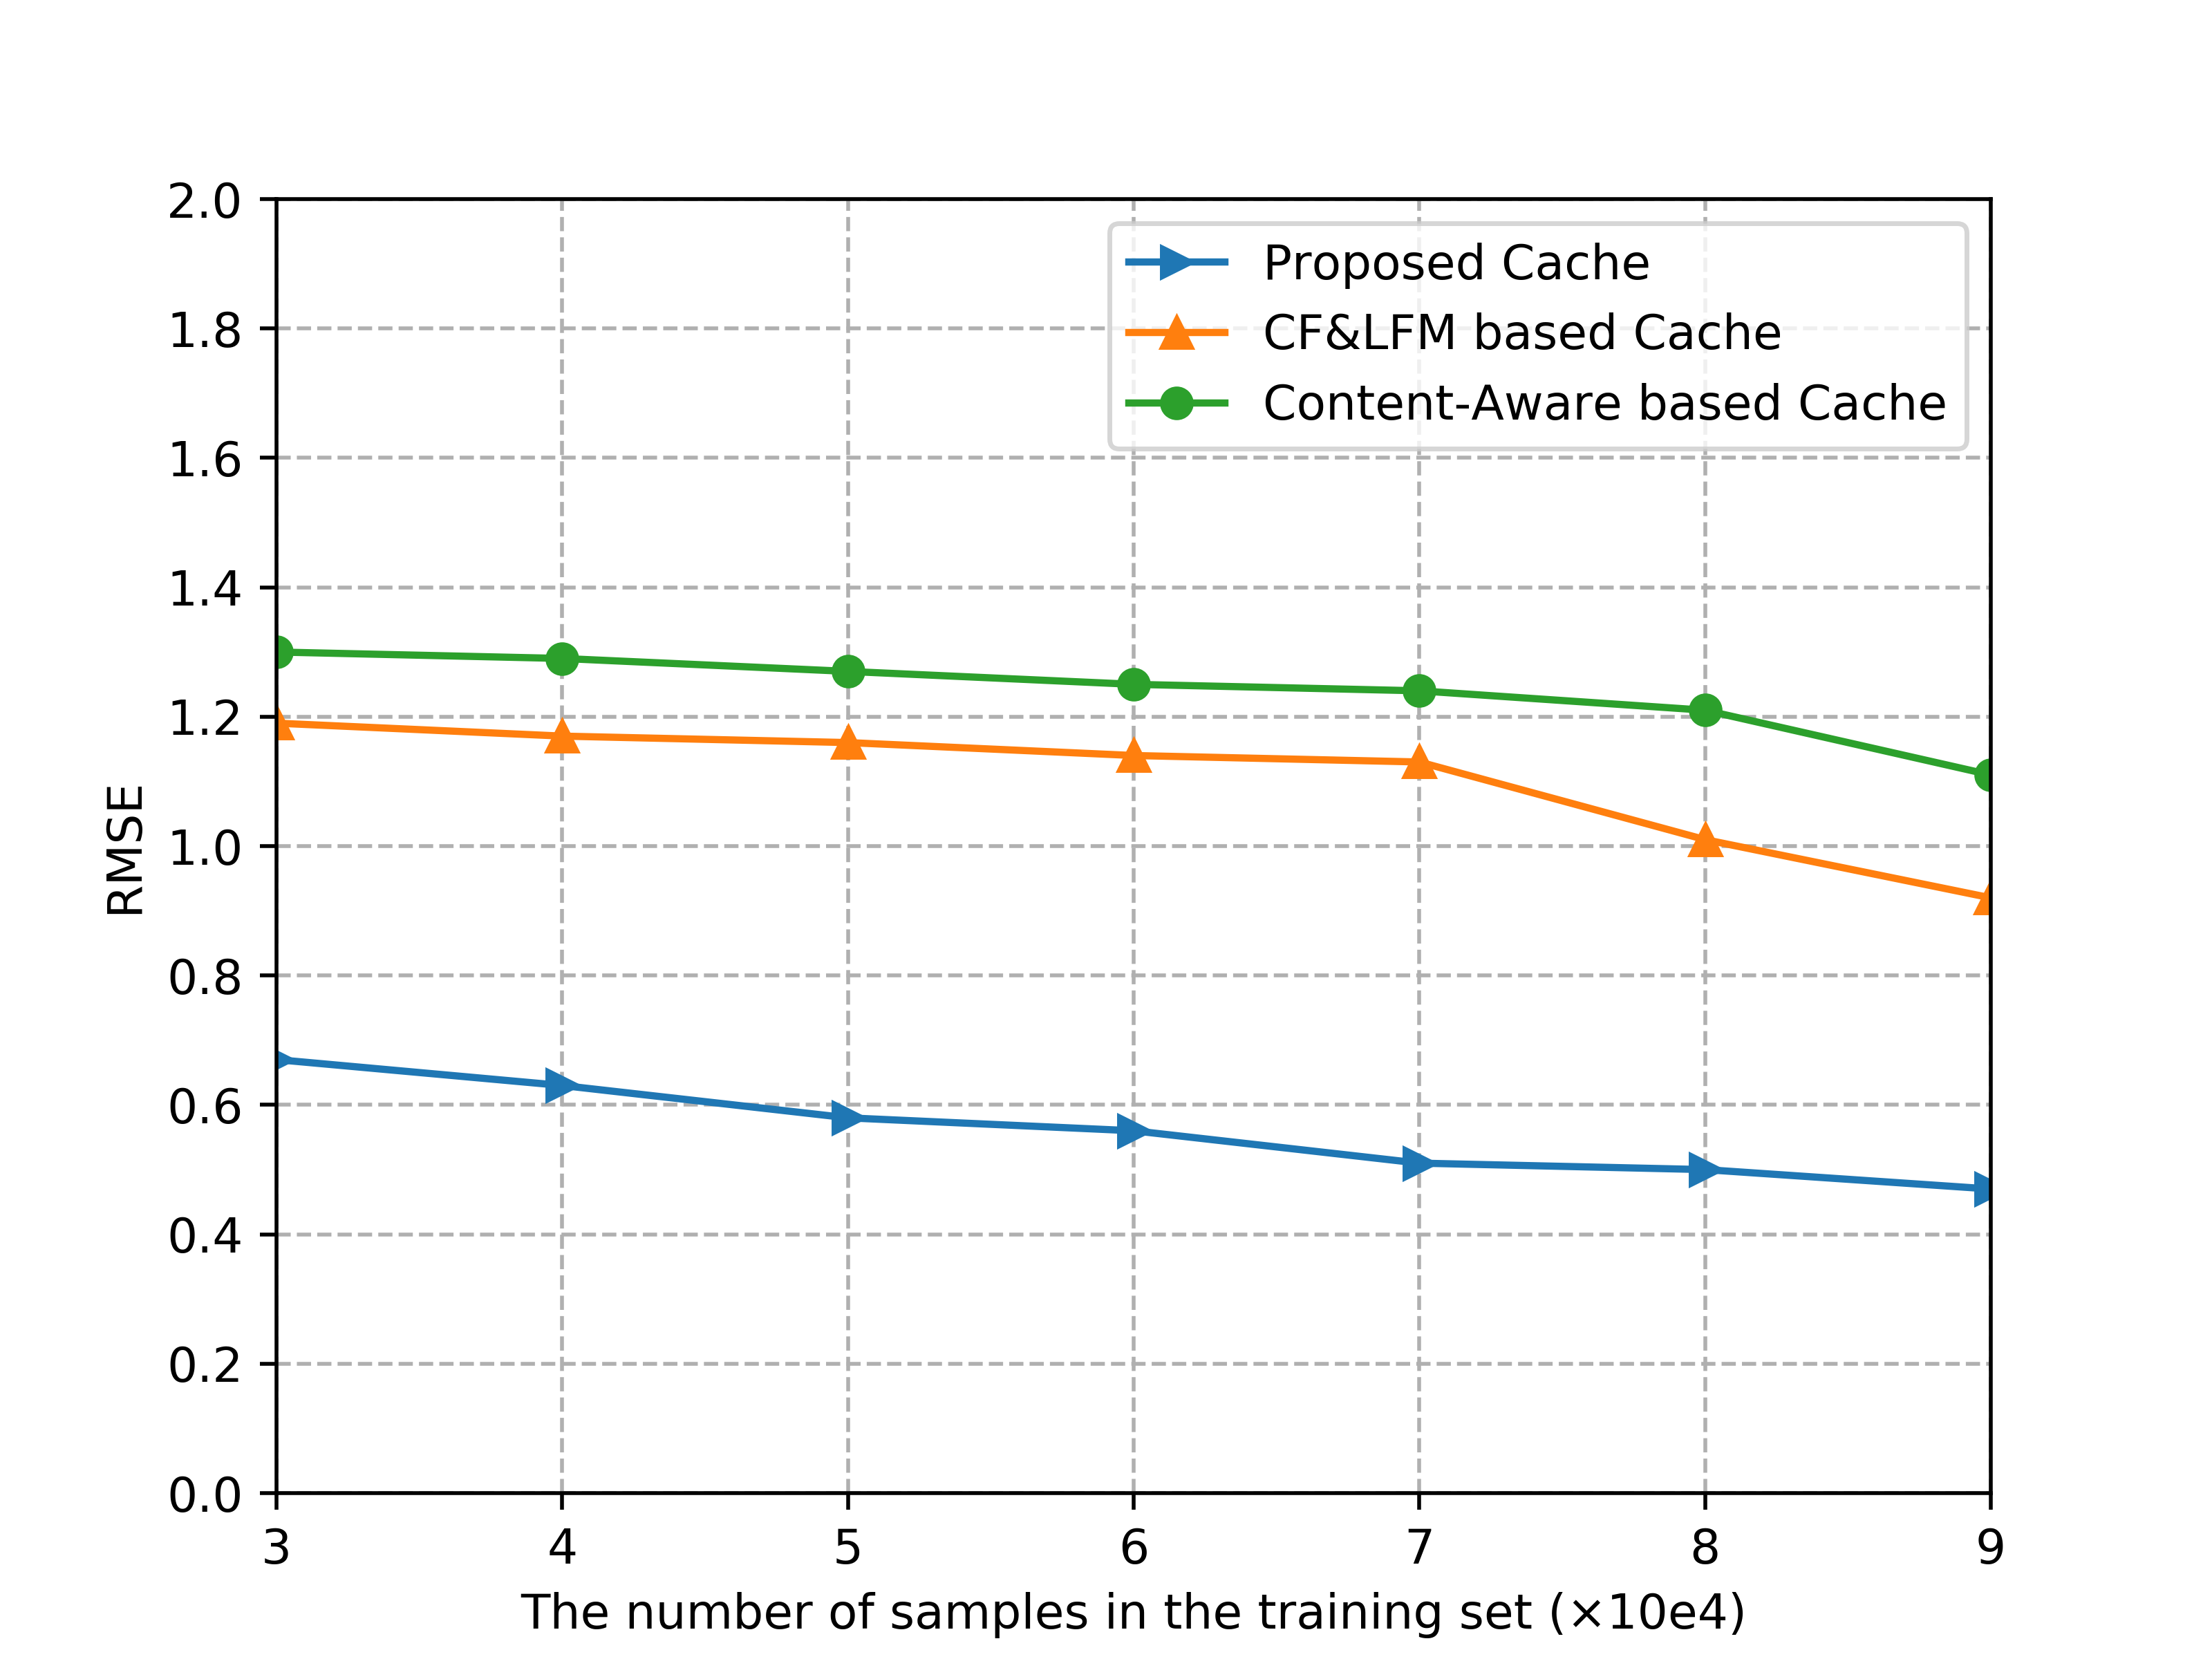 2.0
1.8
1.6
1.4
1.2
1.0
0.8
0.6
0.4
0.2
0.0
RMSE
Proposed Cache
CF&LFM based Cache
Content-Aware based Cache
3 4 5 6 7 8 9
The number of samples in the training set (×10e4)